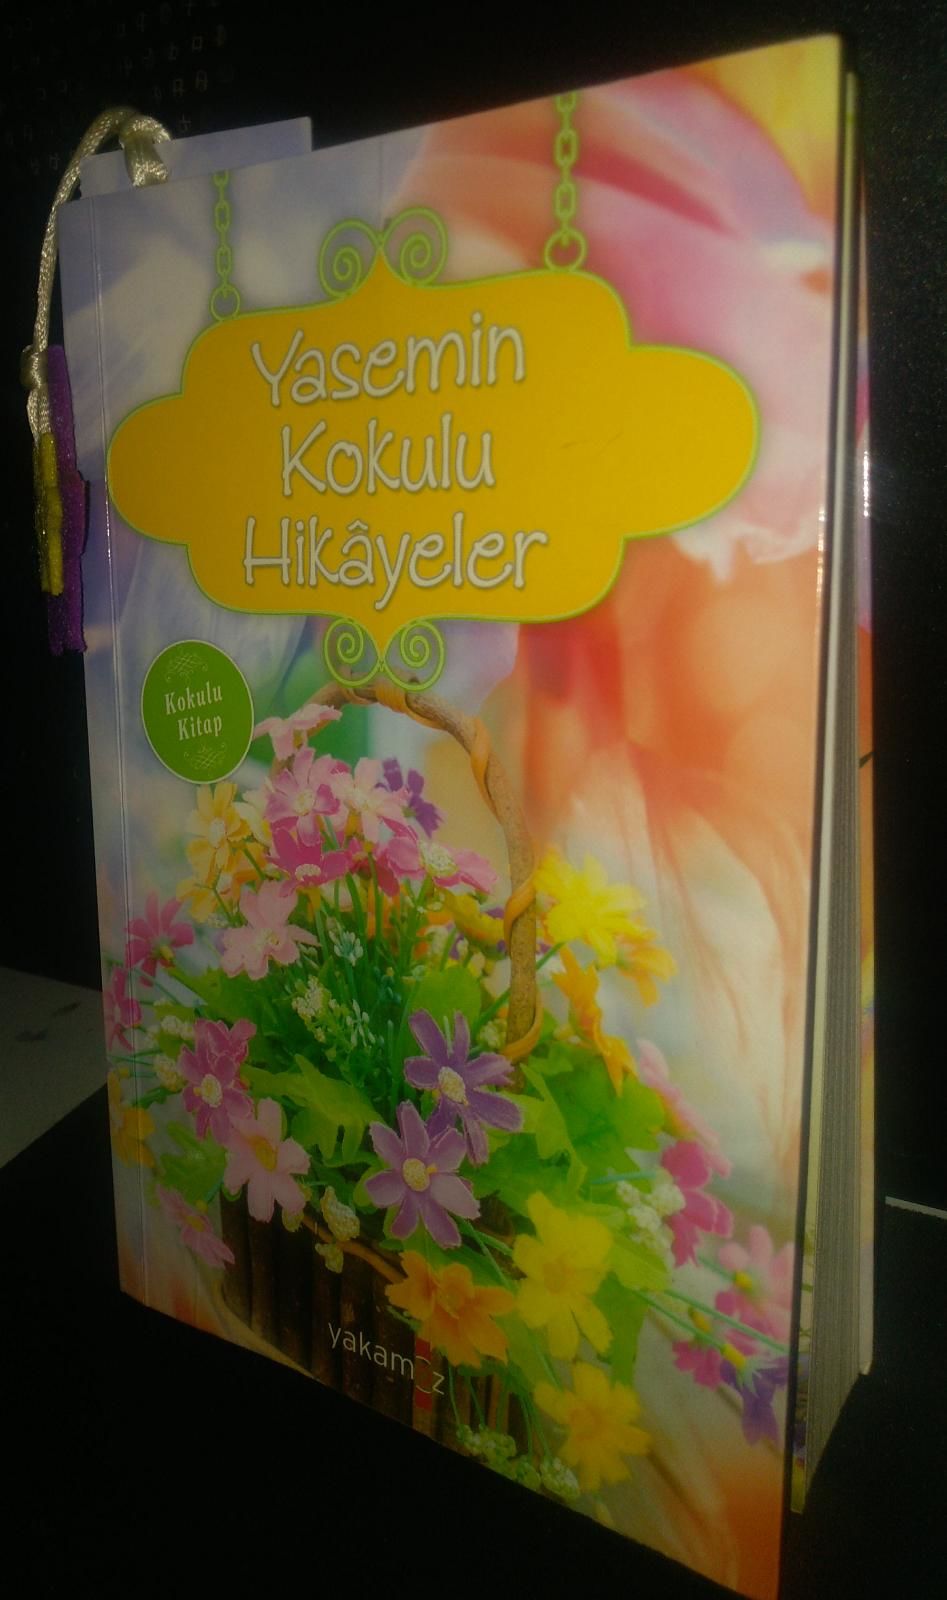 Yasemin
Kokulu
Hikâyeler
Kokulu
Kitap
yakamoz